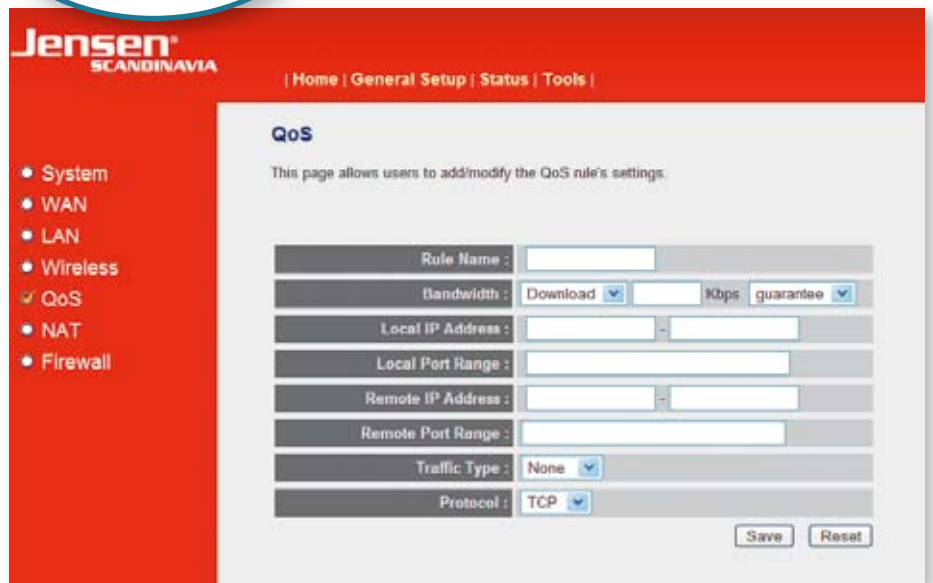 Jensen
SCANDINAVIA
| Home | General Setup | Status | Tools |
System
WAN
LAN
Wireless
QoS
NAT
Firewall
QoS
This page allows users to add/modify the QoS rule's settings.
Rule Name :
Bandwidth : Download Kbps guarantee
Local IP Address : -
Local Port Range :
Remote IP Address : -
Remote Port Range :
Traffic Type : None
Protocol : TCP
Save Reset